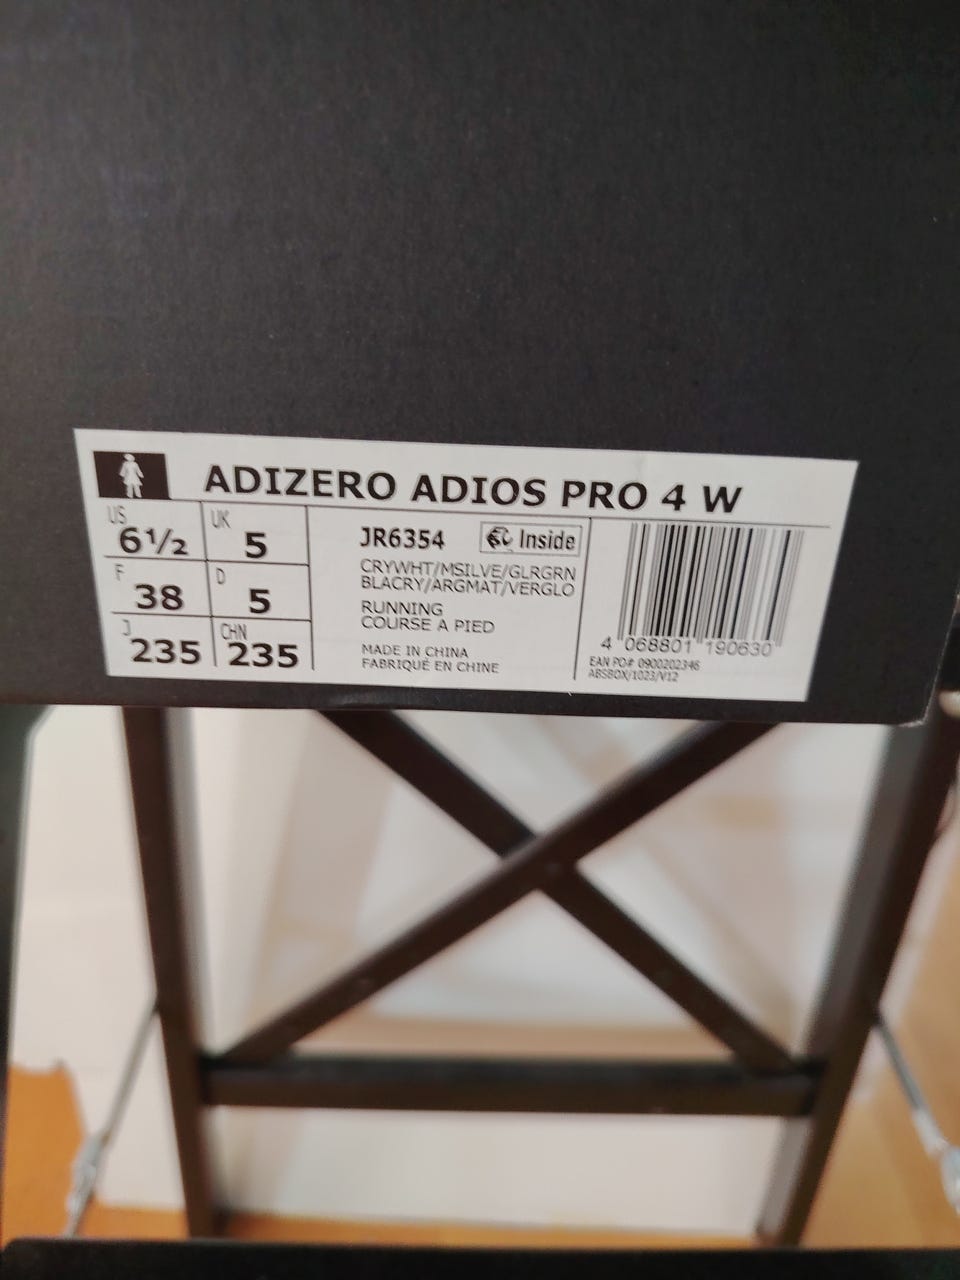 ADIZERO ADIOS PRO 4 W
US 6½
UK 5
F 38
D 5
J 235
CHN 235
JR6354
Inside
CRYWHT/MSILVE/GLRGRN
BLACRY/ARGMAT/VERGLO
RUNNING
COURSE A PIED
MADE IN CHINA
FABRIQUÉ EN CHINE
4 068801 190630
EAN PO# 0900202346
ABSBOX/1023/V12